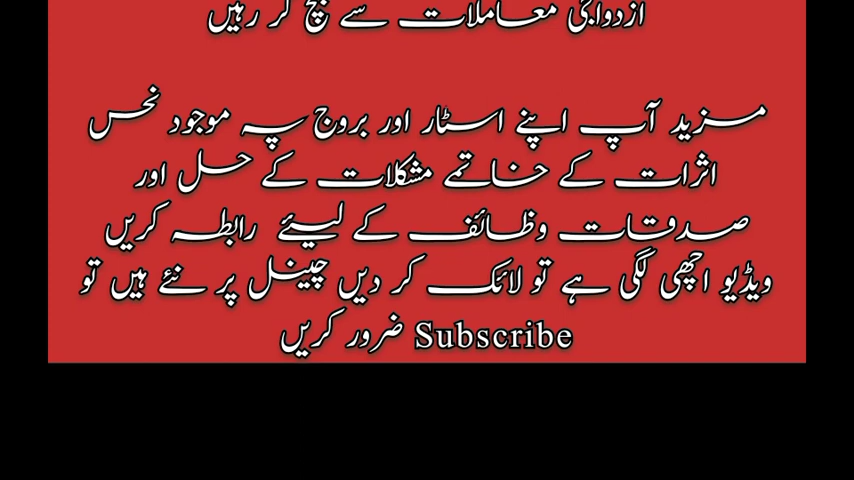 ازدواجی معاملات سے بچ کر رہیں
مزید آپ اپنے اسٹار اور بروج پہ موجود نحس
اثرات کے خاتمے مشکلات کے حل اور
صدقات وظائف کے لیئے رابطہ کریں
ویڈیو اچھی لگی ہے تو لائک کر دیں چینل پر نئے ہیں تو
Subscribe ضرور کریں